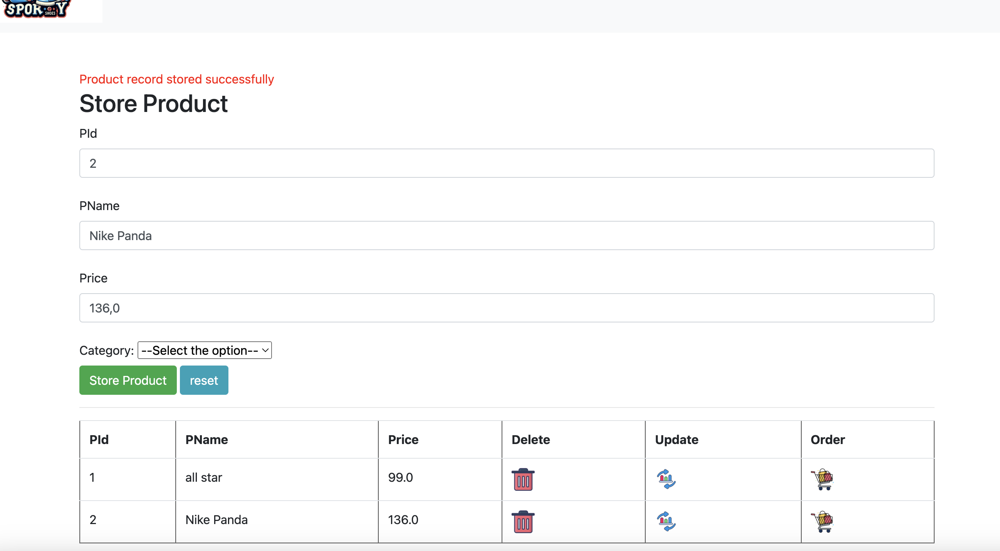 SHOES
Product record stored successfully
Store Product
PId
2
PName
Nike Panda
Price
136,0
Category: --Select the option--
Store Product reset
PId PName Price Delete Update Order
1 all star 99.0
2 Nike Panda 136.0